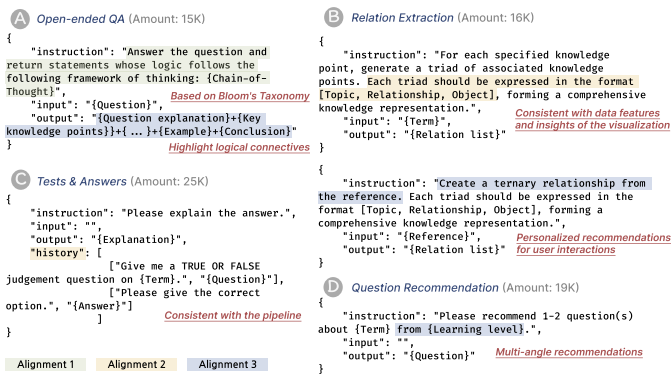 A Open-ended QA (Amount: 15K)
{
"instruction": "Answer the question and
return statements whose logic follows the
following framework of thinking: {Chain-of-
Thought}",
Based on Bloom's Taxonomy
"input": "{Question}",
"output": "{Question explanation}+{Key
knowledge points}}+{ ... }+{Example}+{Conclusion}"
}
Highlight logical connectives
C Tests & Answers (Amount: 25K)
{
"instruction": "Please explain the answer.",
"input": "",
"output": "{Explanation}",
"history": [
["Give me a TRUE OR FALSE
judgement question on {Term}.", "{Question}"],
["Please give the correct
option.", "{Answer}"]
]
Consistent with the pipeline
}
Alignment 1 Alignment 2 Alignment 3
B Relation Extraction (Amount: 16K)
{
"instruction": "For each specified knowledge
point, generate a triad of associated knowledge
points. Each triad should be expressed in the format
[Topic, Relationship, Object], forming a comprehensive
knowledge representation.",
"input": "{Term}",
"output": "{Relation list}"
Consistent with data features
and insights of the visualization
}
{
"instruction": "Create a ternary relationship from
the reference. Each triad should be expressed in the
format [Topic, Relationship, Object], forming a
comprehensive knowledge representation.",
"input": "{Reference}",
"output": "{Relation list}"
Personalized recommendations
for user interactions
}
D Question Recommendation (Amount: 19K)
{
"instruction": "Please recommend 1-2 question(s)
about {Term} from {Learning level}.",
"input": "",
"output": "{Question}"
Multi-angle recommendations
}